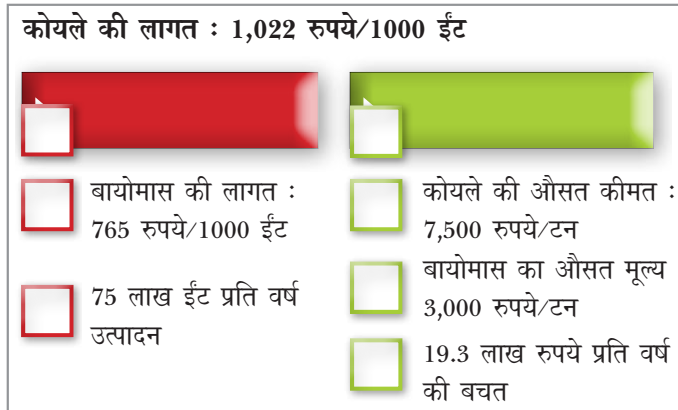 कोयले की लागत : 1,022 रुपये/1000 ईंट
बायोमास की लागत :
765 रुपये/1000 ईंट
75 लाख ईंट प्रति वर्ष
उत्पादन
कोयले की औसत कीमत :
7,500 रुपये/टन
बायोमास का औसत मूल्य
3,000 रुपये/टन
19.3 लाख रुपये प्रति वर्ष
की बचत